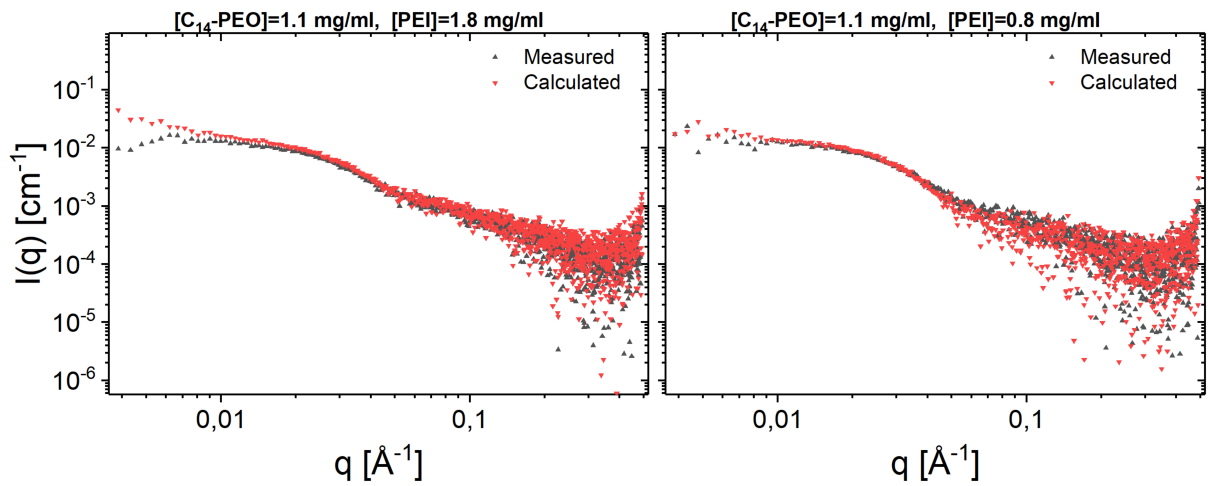 [C₁₄-PEO]=1.1 mg/ml, [PEI]=1.8 mg/ml
[C₁₄-PEO]=1.1 mg/ml, [PEI]=0.8 mg/ml
Measured
Calculated
Measured
Calculated
10⁻¹
10⁻²
10⁻³
10⁻⁴
10⁻⁵
10⁻⁶
I(q) [cm⁻¹]
0,01
0,1
0,01
0,1
q [Å⁻¹]
q [Å⁻¹]